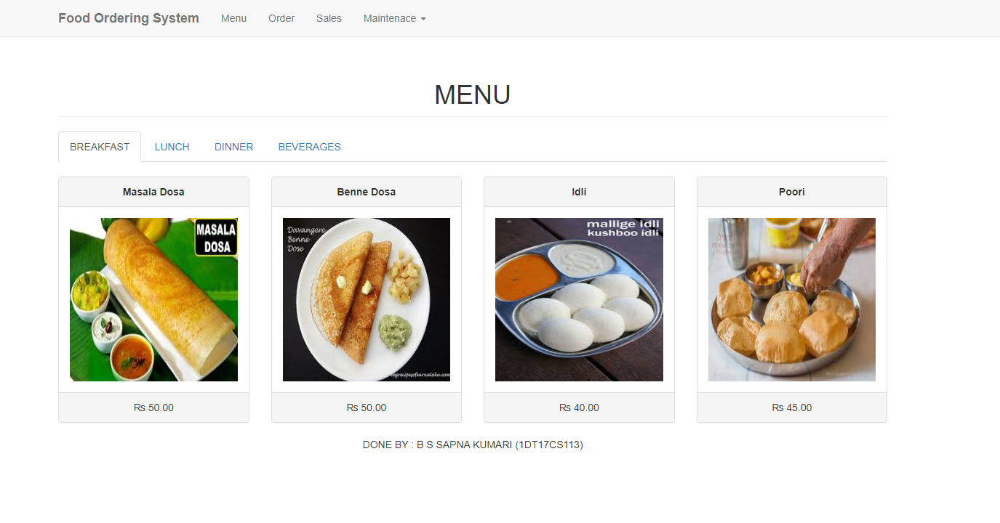 Food Ordering System Menu Order Sales Maintenace
MENU
BREAKFAST LUNCH DINNER BEVERAGES
Masala Dosa Benne Dosa Idli Poori
MASALA
DOSA
Davangere
Benne
Dose
mallige idli
kushboo idli
Rs 50.00 Rs 50.00 Rs 40.00 Rs 45.00
DONE BY : B S SAPNA KUMARI (1DT17CS113)